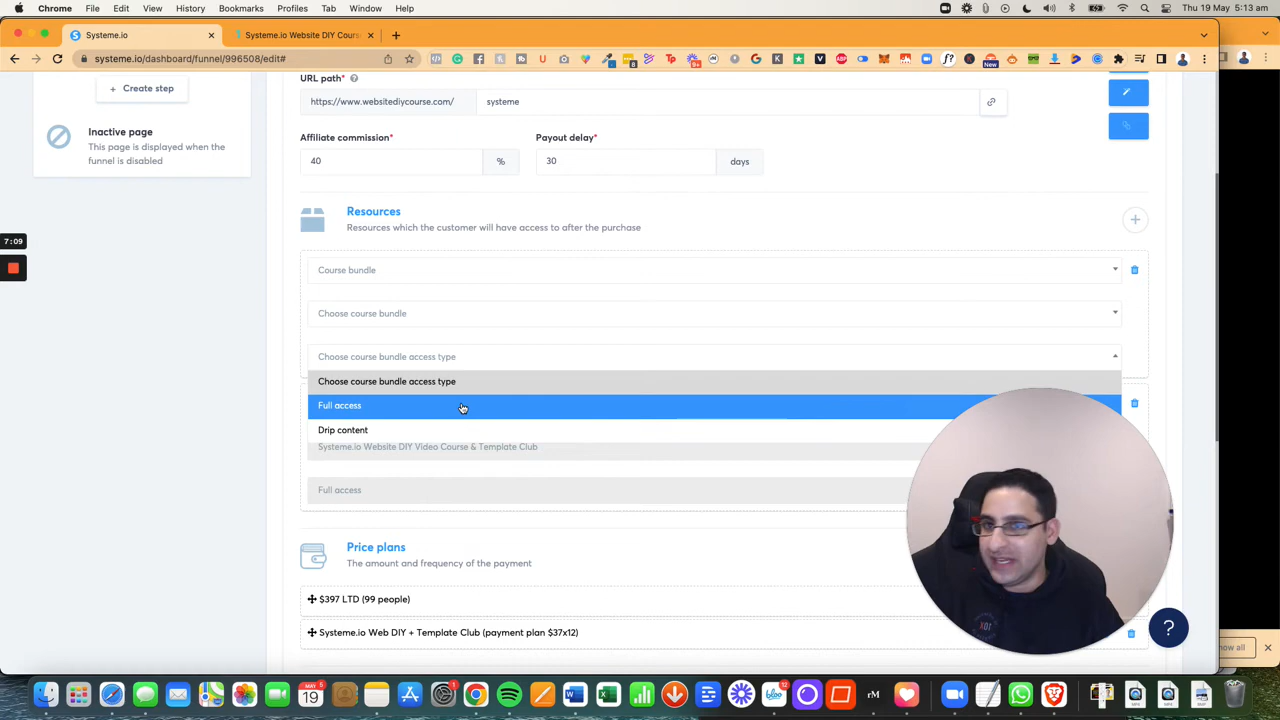 Chrome File Edit View History Bookmarks Profiles Tab Window Help
Thu 19 May 5:13 am
Systeme.io
Systeme.io Website DIY Cours
systeme.io/dashboard/funnel/996508/edit#
+ Create step
Inactive page
This page is displayed when the
funnel is disabled
7:09
URL path*
https://www.websitediycourse.com/ systeme
Affiliate commission* Payout delay*
40 % 30 days
Resources
Resources which the customer will have access to after the purchase
Course bundle
Choose course bundle
Choose course bundle access type
Choose course bundle access type
Full access
Drip content
Systeme.io Website DIY Video Course & Template Club
Full access
Price plans
The amount and frequency of the payment
$397 LTD (99 people)
Systeme.io Web DIY + Template Club (payment plan $37x12)
?